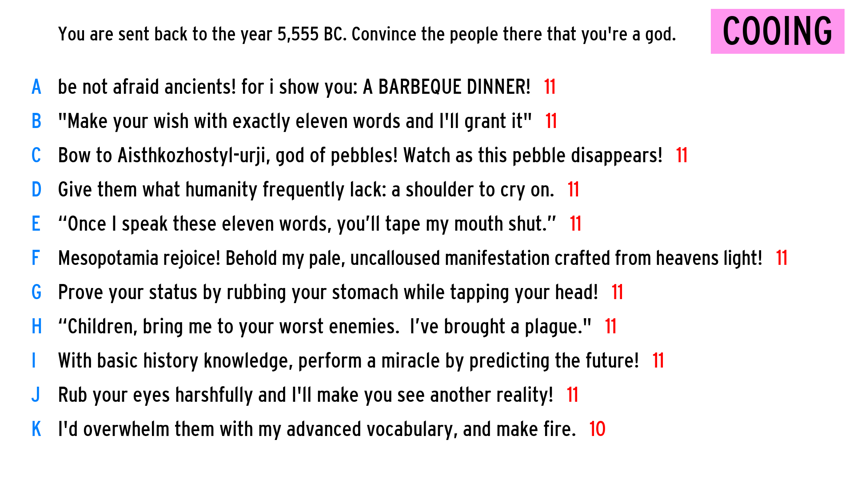 You are sent back to the year 5,555 BC. Convince the people there that you're a god.
COOING
A be not afraid ancients! for i show you: A BARBEQUE DINNER! 11
B "Make your wish with exactly eleven words and I'll grant it" 11
C Bow to Aisthkozhostyl-urji, god of pebbles! Watch as this pebble disappears! 11
D Give them what humanity frequently lack: a shoulder to cry on. 11
E “Once I speak these eleven words, you’ll tape my mouth shut.” 11
F Mesopotamia rejoice! Behold my pale, uncalloused manifestation crafted from heavens light! 11
G Prove your status by rubbing your stomach while tapping your head! 11
H “Children, bring me to your worst enemies.  I’ve brought a plague." 11
I With basic history knowledge, perform a miracle by predicting the future! 11
J Rub your eyes harshfully and I'll make you see another reality! 11
K I'd overwhelm them with my advanced vocabulary, and make fire. 10